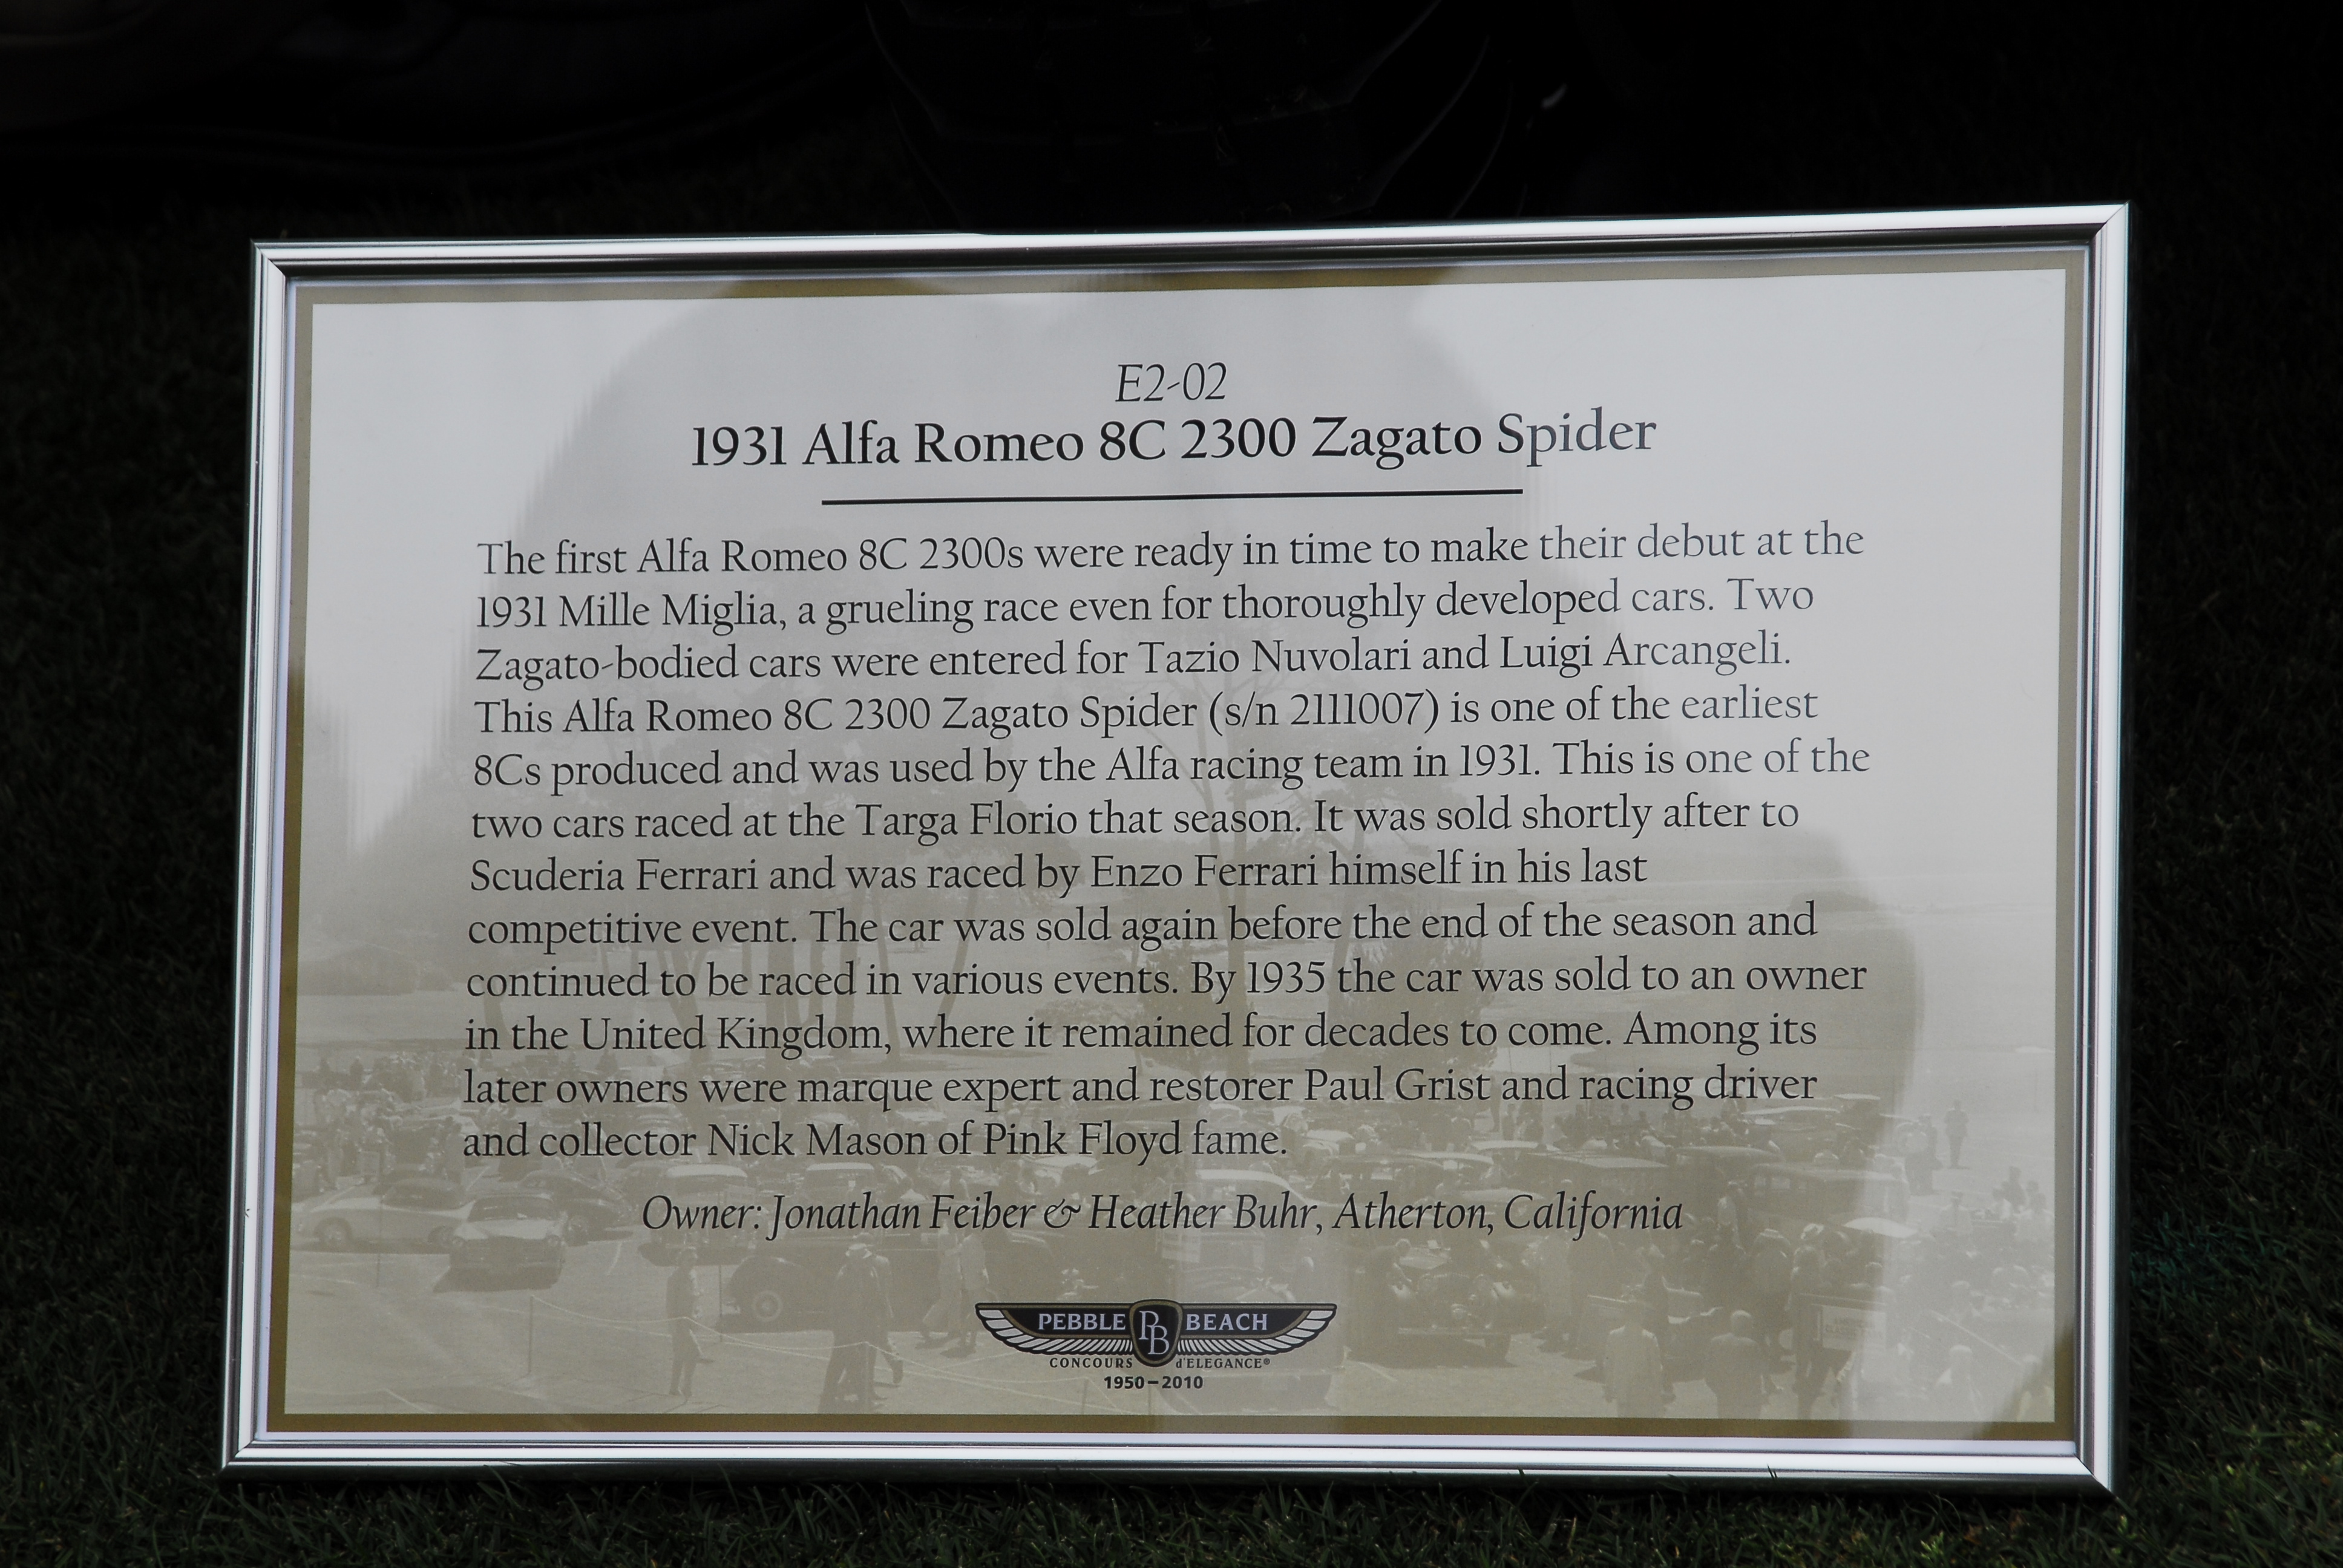 E2-02
1931 Alfa Romeo 8C 2300 Zagato Spider
The first Alfa Romeo 8C 2300s were ready in time to make their debut at the
1931 Mille Miglia, a grueling race even for thoroughly developed cars. Two
Zagato-bodied cars were entered for Tazio Nuvolari and Luigi Arcangeli.
This Alfa Romeo 8C 2300 Zagato Spider (s/n 2111007) is one of the earliest
8Cs produced and was used by the Alfa racing team in 1931. This is one of the
two cars raced at the Targa Florio that season. It was sold shortly after to
Scuderia Ferrari and was raced by Enzo Ferrari himself in his last
competitive event. The car was sold again before the end of the season and
continued to be raced in various events. By 1935 the car was sold to an owner
in the United Kingdom, where it remained for decades to come. Among its
later owners were marque expert and restorer Paul Grist and racing driver
and collector Nick Mason of Pink Floyd fame.
Owner: Jonathan Feiber & Heather Buhr, Atherton, California
PEBBLE PB BEACH
CONCOURS d'ELEGANCE®
1950–2010